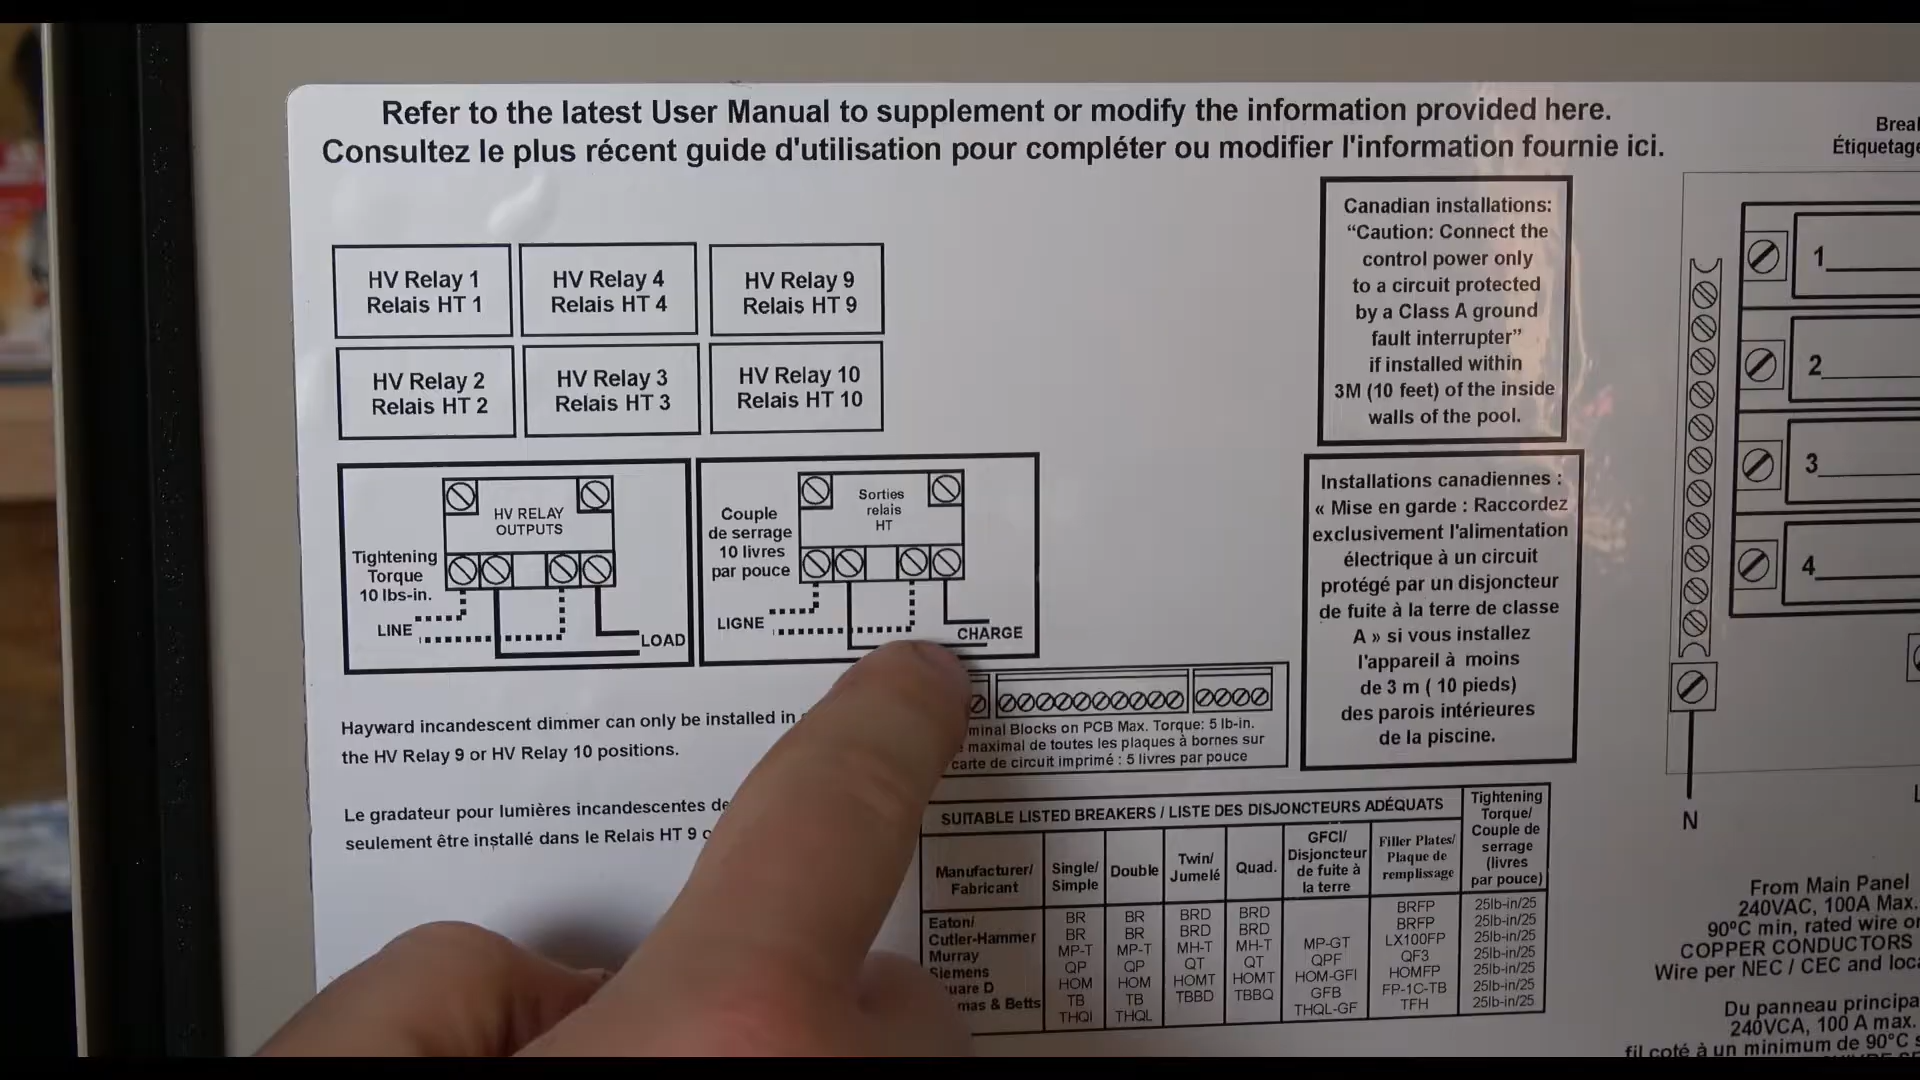 Refer to the latest User Manual to supplement or modify the information provided here.
Consultez le plus récent guide d'utilisation pour compléter ou modifier l'information fournie ici.
HV Relay 1
Relais HT 1
HV Relay 4
Relais HT 4
HV Relay 9
Relais HT 9
HV Relay 2
Relais HT 2
HV Relay 3
Relais HT 3
HV Relay 10
Relais HT 10
HV RELAY
OUTPUTS
Tightening
Torque
10 lbs-in.
LINE
LOAD
Sorties
relais
HT
Couple
de serrage
10 livres
par pouce
LIGNE
CHARGE
Hayward incandescent dimmer can only be installed in
the HV Relay 9 or HV Relay 10 positions.
Le gradateur pour lumières incandescentes
seulement être installé dans le Relais HT 9
Blocks on PCB Max. Torque: 5 lb-in.
maximal de toutes les plaques à bornes sur
carte de circuit imprimé : 5 livres par pouce
Canadian installations:
“Caution: Connect the
control power only
to a circuit protected
by a Class A ground
fault interrupter”
if installed within
3M (10 feet) of the inside
walls of the pool.
Installations canadiennes :
« Mise en garde : Raccordez
exclusivement l'alimentation
électrique à un circuit
protégé par un disjoncteur
de fuite à la terre de classe
A » si vous installez
l'appareil à moins
de 3 m ( 10 pieds)
des parois intérieures
de la piscine.
SUITABLE LISTED BREAKERS / LISTE DES DISJONCTEURS ADÉQUATS
Tightening
Torque/
Couple de
serrage
(livres
par pouce)
Manufacturer/
Fabricant
Single/
Simple
Double
Twin/
Jumelé
Quad.
GFCI/
Disjoncteur
de fuite à
la terre
Filler Plates/
Plaque de
remplissage
Eaton/
Cutler-Hammer
Murray
Siemens
& Betts
BR
BR
MP-T
QP
HOM
TB
THQl
BR
BR
MP-T
QP
HOM
TB
THQL
BRD
BRD
MH-T
QT
HOMT
TBBD
BRD
BRD
MH-T
QT
HOMT
TBBQ
MP-GT
QPF
HOM-GFI
GFB
THQL-GF
BRFP
BRFP
LX100FP
QF3
HOMFP
FP-1C-TB
TFH
25lb-in/25
25lb-in/25
25lb-in/25
25lb-in/25
25lb-in/25
25lb-in/25
25lb-in/25
Étiquetage
1
2
3
4
N
From Main Panel
240VAC, 100A Max.
90ºC min, rated wire
COPPER CONDUCTORS
Wire per NEC / CEC and
Du panneau
240VCA, 100 A max.
fil coté à un minimum de 90ºC